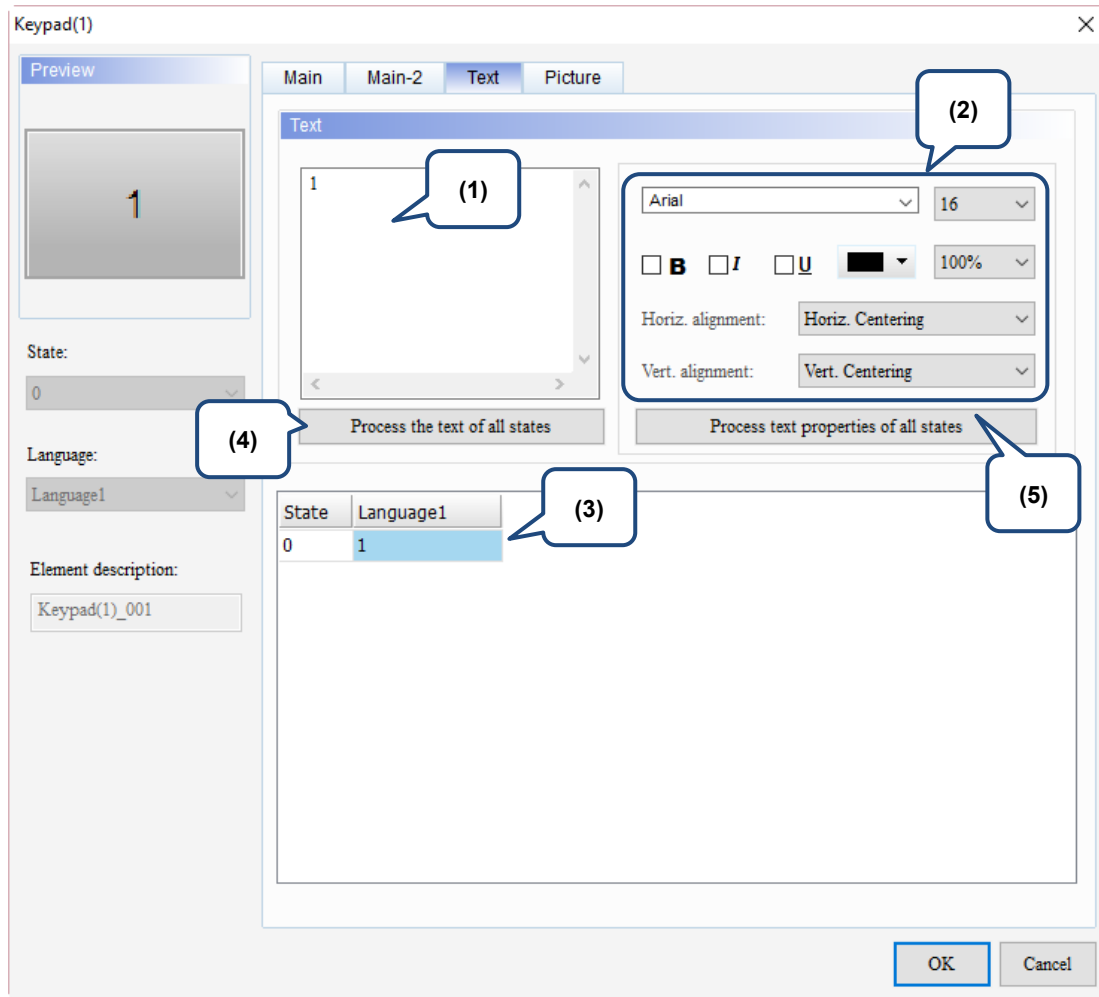 Keypad(1)
Preview
1
State:
0
Language:
Language1
Element description:
Keypad(1)_001
Main Main-2 Text Picture
Text
1
(1)
(2)
Arial 16
B I U 100%
Horiz. alignment: Horiz. Centering
Vert. alignment: Vert. Centering
(4)
Process the text of all states
Process text properties of all states
(5)
State Language1
0 1
(3)
OK Cancel